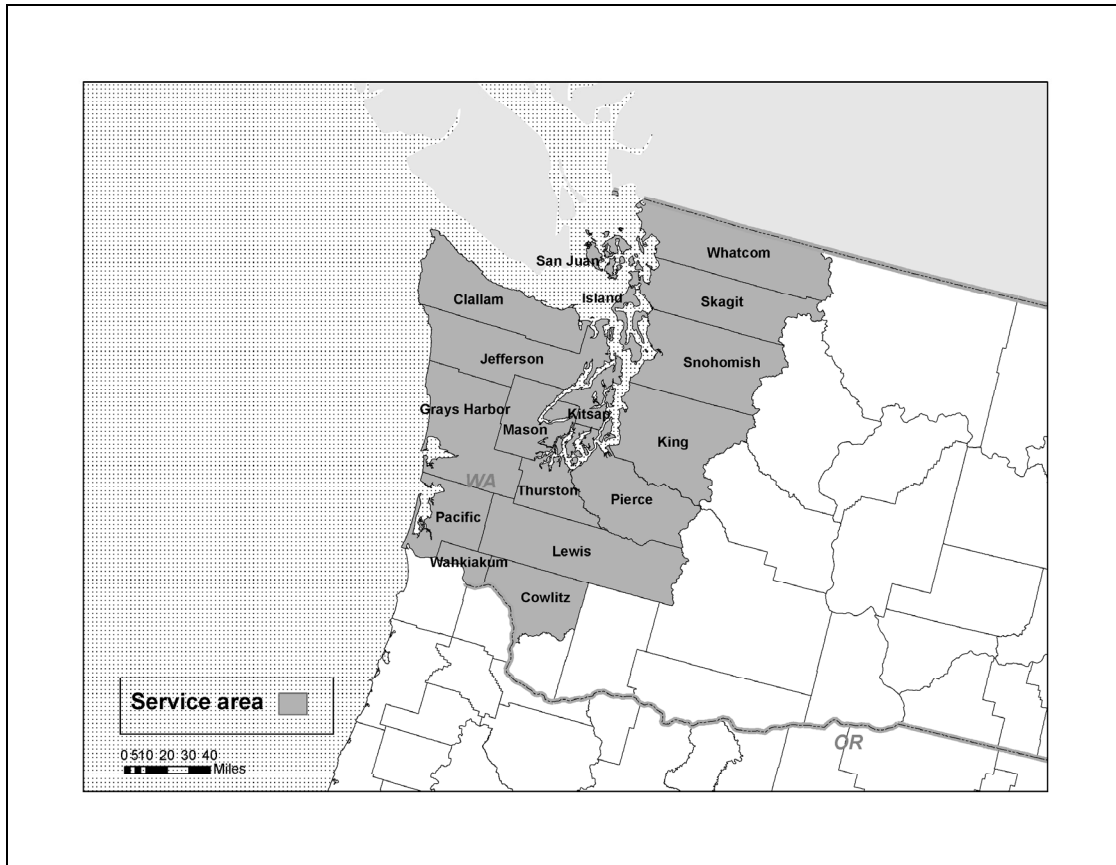 Whatcom
San Juan
Skagit
Island
Clallam
Jefferson
Snohomish
Grays Harbor
Kitsap
Mason
King
WA
Thurston
Pierce
Pacific
Lewis
Wahkiakum
Cowlitz
Service area
OR
0 5 10 20 30 40
Miles